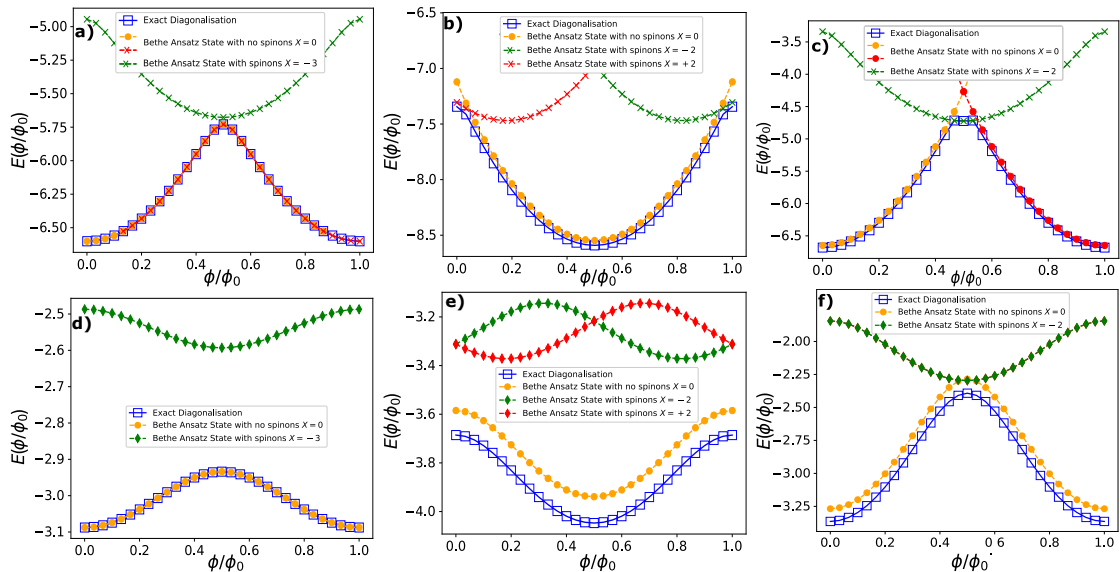 a)
Exact Diagonalisation
Bethe Ansatz State with no spinons X = 0
Bethe Ansatz State with spinons X = −3
E(ϕ/ϕ0)
−5.00
−5.25
−5.50
−5.75
−6.00
−6.25
−6.50
0.0 0.2 0.4 0.6 0.8 1.0
ϕ/ϕ0
b)
Exact Diagonalisation
Bethe Ansatz State with no spinons X = 0
Bethe Ansatz State with spinons X = −2
Bethe Ansatz State with spinons X = +2
E(ϕ/ϕ0)
−6.5
−7.0
−7.5
−8.0
−8.5
0.0 0.2 0.4 0.6 0.8 1.0
ϕ/ϕ0
c)
Exact Diagonalisation
Bethe Ansatz State with no spinons X = 0
Bethe Ansatz State with spinons X = −2
E(ϕ/ϕ0)
−3.5
−4.0
−4.5
−5.0
−5.5
−6.0
−6.5
0.0 0.2 0.4 0.6 0.8 1.0
ϕ/ϕ0
d)
Exact Diagonalisation
Bethe Ansatz State with no spinons X = 0
Bethe Ansatz State with spinons X = −3
E(ϕ/ϕ0)
−2.5
−2.6
−2.7
−2.8
−2.9
−3.0
−3.1
0.0 0.2 0.4 0.6 0.8 1.0
ϕ/ϕ0
e)
Exact Diagonalisation
Bethe Ansatz State with no spinons X = 0
Bethe Ansatz State with spinons X = −2
Bethe Ansatz State with spinons X = +2
E(ϕ/ϕ0)
−3.2
−3.4
−3.6
−3.8
−4.0
0.0 0.2 0.4 0.6 0.8 1.0
ϕ/ϕ0
f)
Exact Diagonalisation
Bethe Ansatz State with no spinons X = 0
Bethe Ansatz State with spinons X = −2
E(ϕ/ϕ0)
−2.00
−2.25
−2.50
−2.75
−3.00
−3.25
0.0 0.2 0.4 0.6 0.8 1.0
ϕ/ϕ0